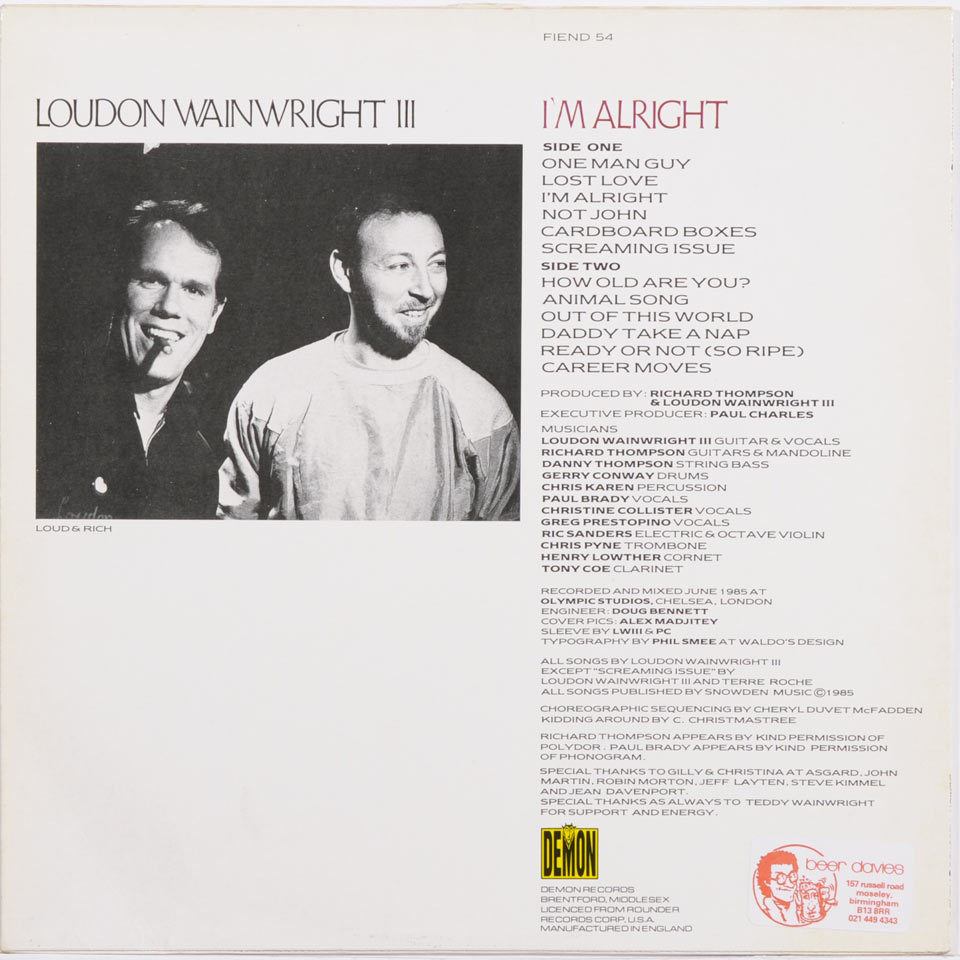 FIEND 54
LOUDON WAINWRIGHT III
Loudon
LOUD & RICH
I'M ALRIGHT
SIDE ONE
ONE MAN GUY
LOST LOVE
I'M ALRIGHT
NOT JOHN
CARDBOARD BOXES
SCREAMING ISSUE
SIDE TWO
HOW OLD ARE YOU?
ANIMAL SONG
OUT OF THIS WORLD
DADDY TAKE A NAP
READY OR NOT (SO RIPE)
CAREER MOVES
PRODUCED BY: RICHARD THOMPSON
& LOUDON WAINWRIGHT III
EXECUTIVE PRODUCER: PAUL CHARLES
MUSICIANS
LOUDON WAINWRIGHT III GUITAR & VOCALS
RICHARD THOMPSON GUITARS & MANDOLINE
DANNY THOMPSON STRING BASS
GERRY CONWAY DRUMS
CHRIS KAREN PERCUSSION
PAUL BRADY VOCALS
CHRISTINE COLLISTER VOCALS
GREG PRESTOPINO VOCALS
RIC SANDERS ELECTRIC & OCTAVE VIOLIN
CHRIS PYNE TROMBONE
HENRY LOWTHER CORNET
TONY COE CLARINET
RECORDED AND MIXED JUNE 1985 AT
OLYMPIC STUDIOS, CHELSEA, LONDON
ENGINEER: DOUG BENNETT
COVER PICS: ALEX MADJITEY
SLEEVE BY LWIII & PC
TYPOGRAPHY BY PHIL SMEE AT WALDO'S DESIGN
ALL SONGS BY LOUDON WAINWRIGHT III
EXCEPT "SCREAMING ISSUE" BY
LOUDON WAINWRIGHT III AND TERRE ROCHE
ALL SONGS PUBLISHED BY SNOWDEN MUSIC ©1985
CHOREOGRAPHIC SEQUENCING BY CHERYL DUVET McFADDEN
KIDDING AROUND BY C. CHRISTMASTREE
RICHARD THOMPSON APPEARS BY KIND PERMISSION OF
POLYDOR. PAUL BRADY APPEARS BY KIND PERMISSION
OF PHONOGRAM.
SPECIAL THANKS TO GILLY & CHRISTINA AT ASGARD, JOHN
MARTIN, ROBIN MORTON, JEFF LAYTEN, STEVE KIMMEL
AND JEAN DAVENPORT.
SPECIAL THANKS AS ALWAYS TO TEDDY WAINWRIGHT
FOR SUPPORT AND ENERGY.
DEMON
DEMON RECORDS
BRENTFORD, MIDDLESEX
LICENCED FROM ROUNDER
RECORDS CORP, U.S.A.
MANUFACTURED IN ENGLAND
beer davies
157 russell road
moseley,
birmingham
B13 8RR
021 449 4343